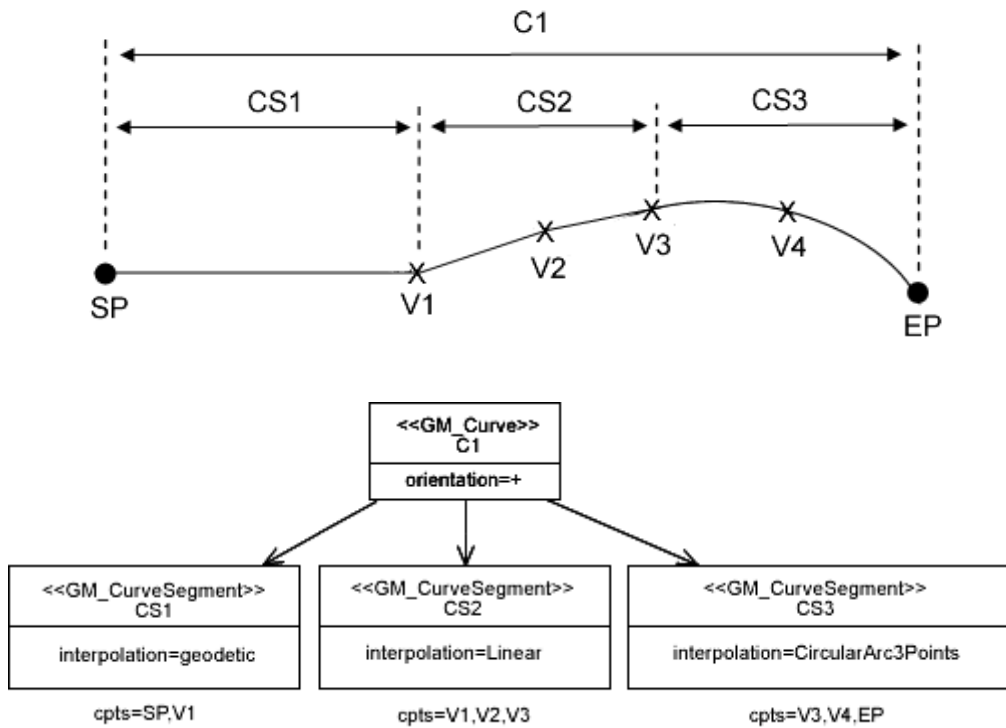 C1
CS1 CS2 CS3
SP V1 V2 V3 V4 EP
<<GM_Curve>>
C1
orientation=+
<<GM_CurveSegment>>
CS1
interpolation=geodetic
cpts=SP,V1
<<GM_CurveSegment>>
CS2
interpolation=Linear
cpts=V1,V2,V3
<<GM_CurveSegment>>
CS3
interpolation=CircularArc3Points
cpts=V3,V4,EP